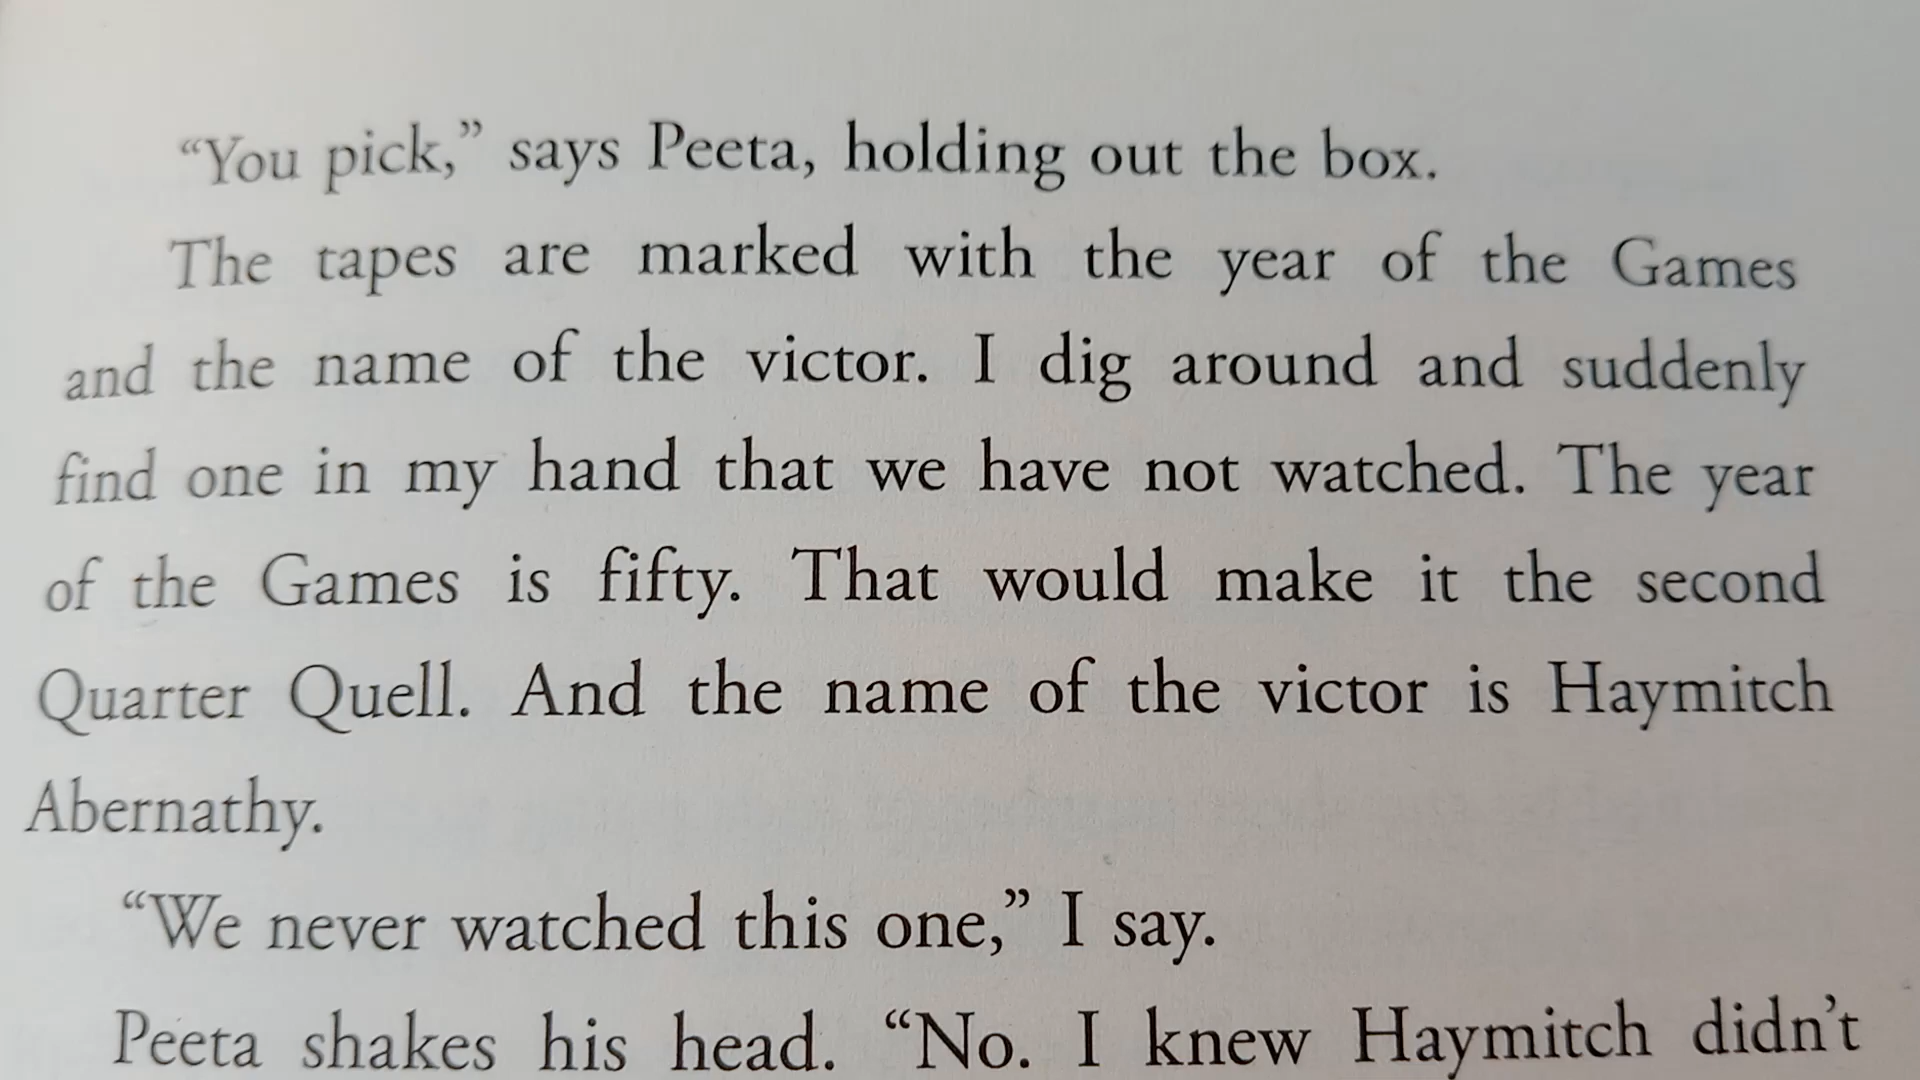 “You pick,” says Peeta, holding out the box.
The tapes are marked with the year of the Games
and the name of the victor. I dig around and suddenly
find one in my hand that we have not watched. The year
of the Games is fifty. That would make it the second
Quarter Quell. And the name of the victor is Haymitch
Abernathy.
“We never watched this one,” I say.
Peeta shakes his head. “No. I knew Haymitch didn’t